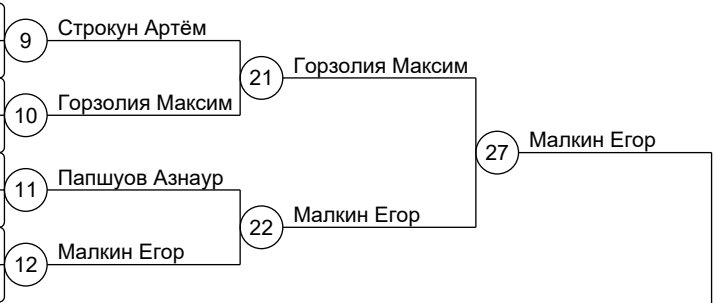 9 Строкун Артём
21 Горзолия Максим
10 Горзолия Максим
27 Малкин Егор
11 Папшуов Азнаур
22 Малкин Егор
12 Малкин Егор